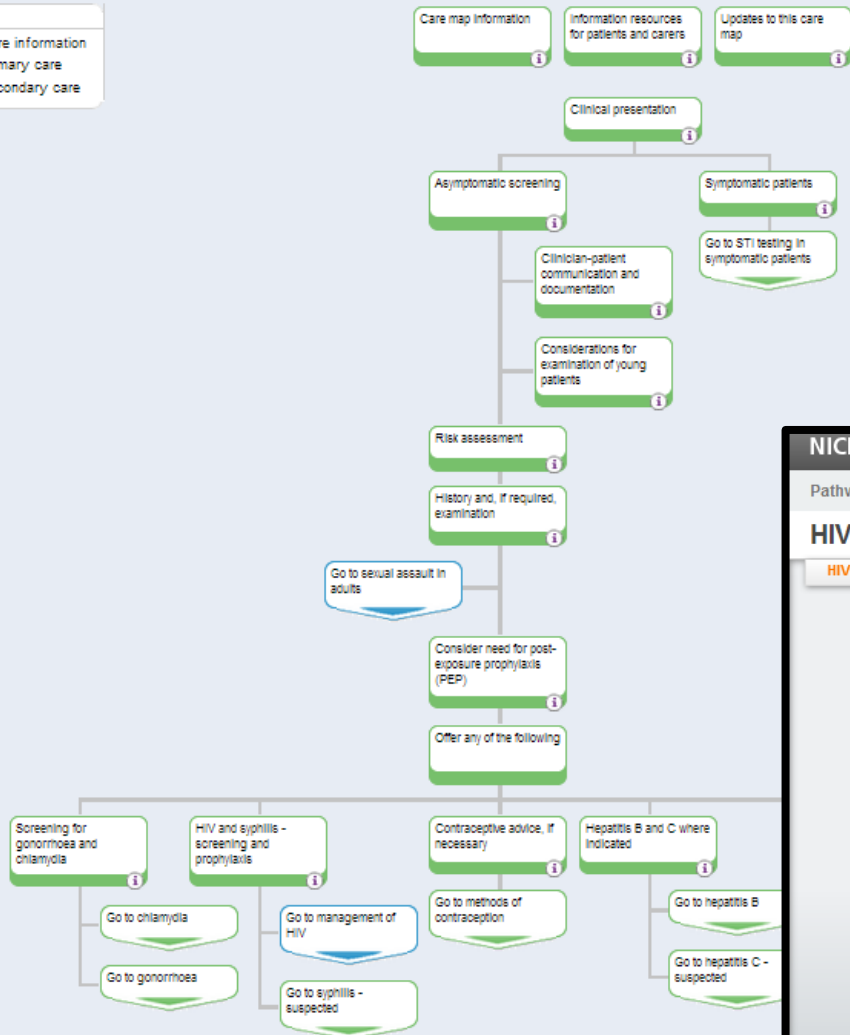 re information
mary care
condary care
Care map information
Information resources
for patients and carers
Updates to this care
map
Clinical presentation
Asymptomatic screening
Symptomatic patients
Go to STI testing in
symptomatic patients
Clinician-patient
communication and
documentation
Considerations for
examination of young
patients
Risk assessment
History and, if required,
examination
Go to sexual assault in
adults
Consider need for post-
exposure prophylaxis
(PEP)
Offer any of the following
Screening for
gonorrhoea and
chlamydia
HIV and syphilis -
screening and
prophylaxis
Contraceptive advice, if
necessary
Hepatitis B and C where
indicated
Go to chlamydia
Go to gonorrhoea
Go to management of
HIV
Go to syphilis -
suspected
Go to methods of
contraception
Go to hepatitis B
Go to hepatitis C -
suspected
NIC
Pathw
HIV
HIV